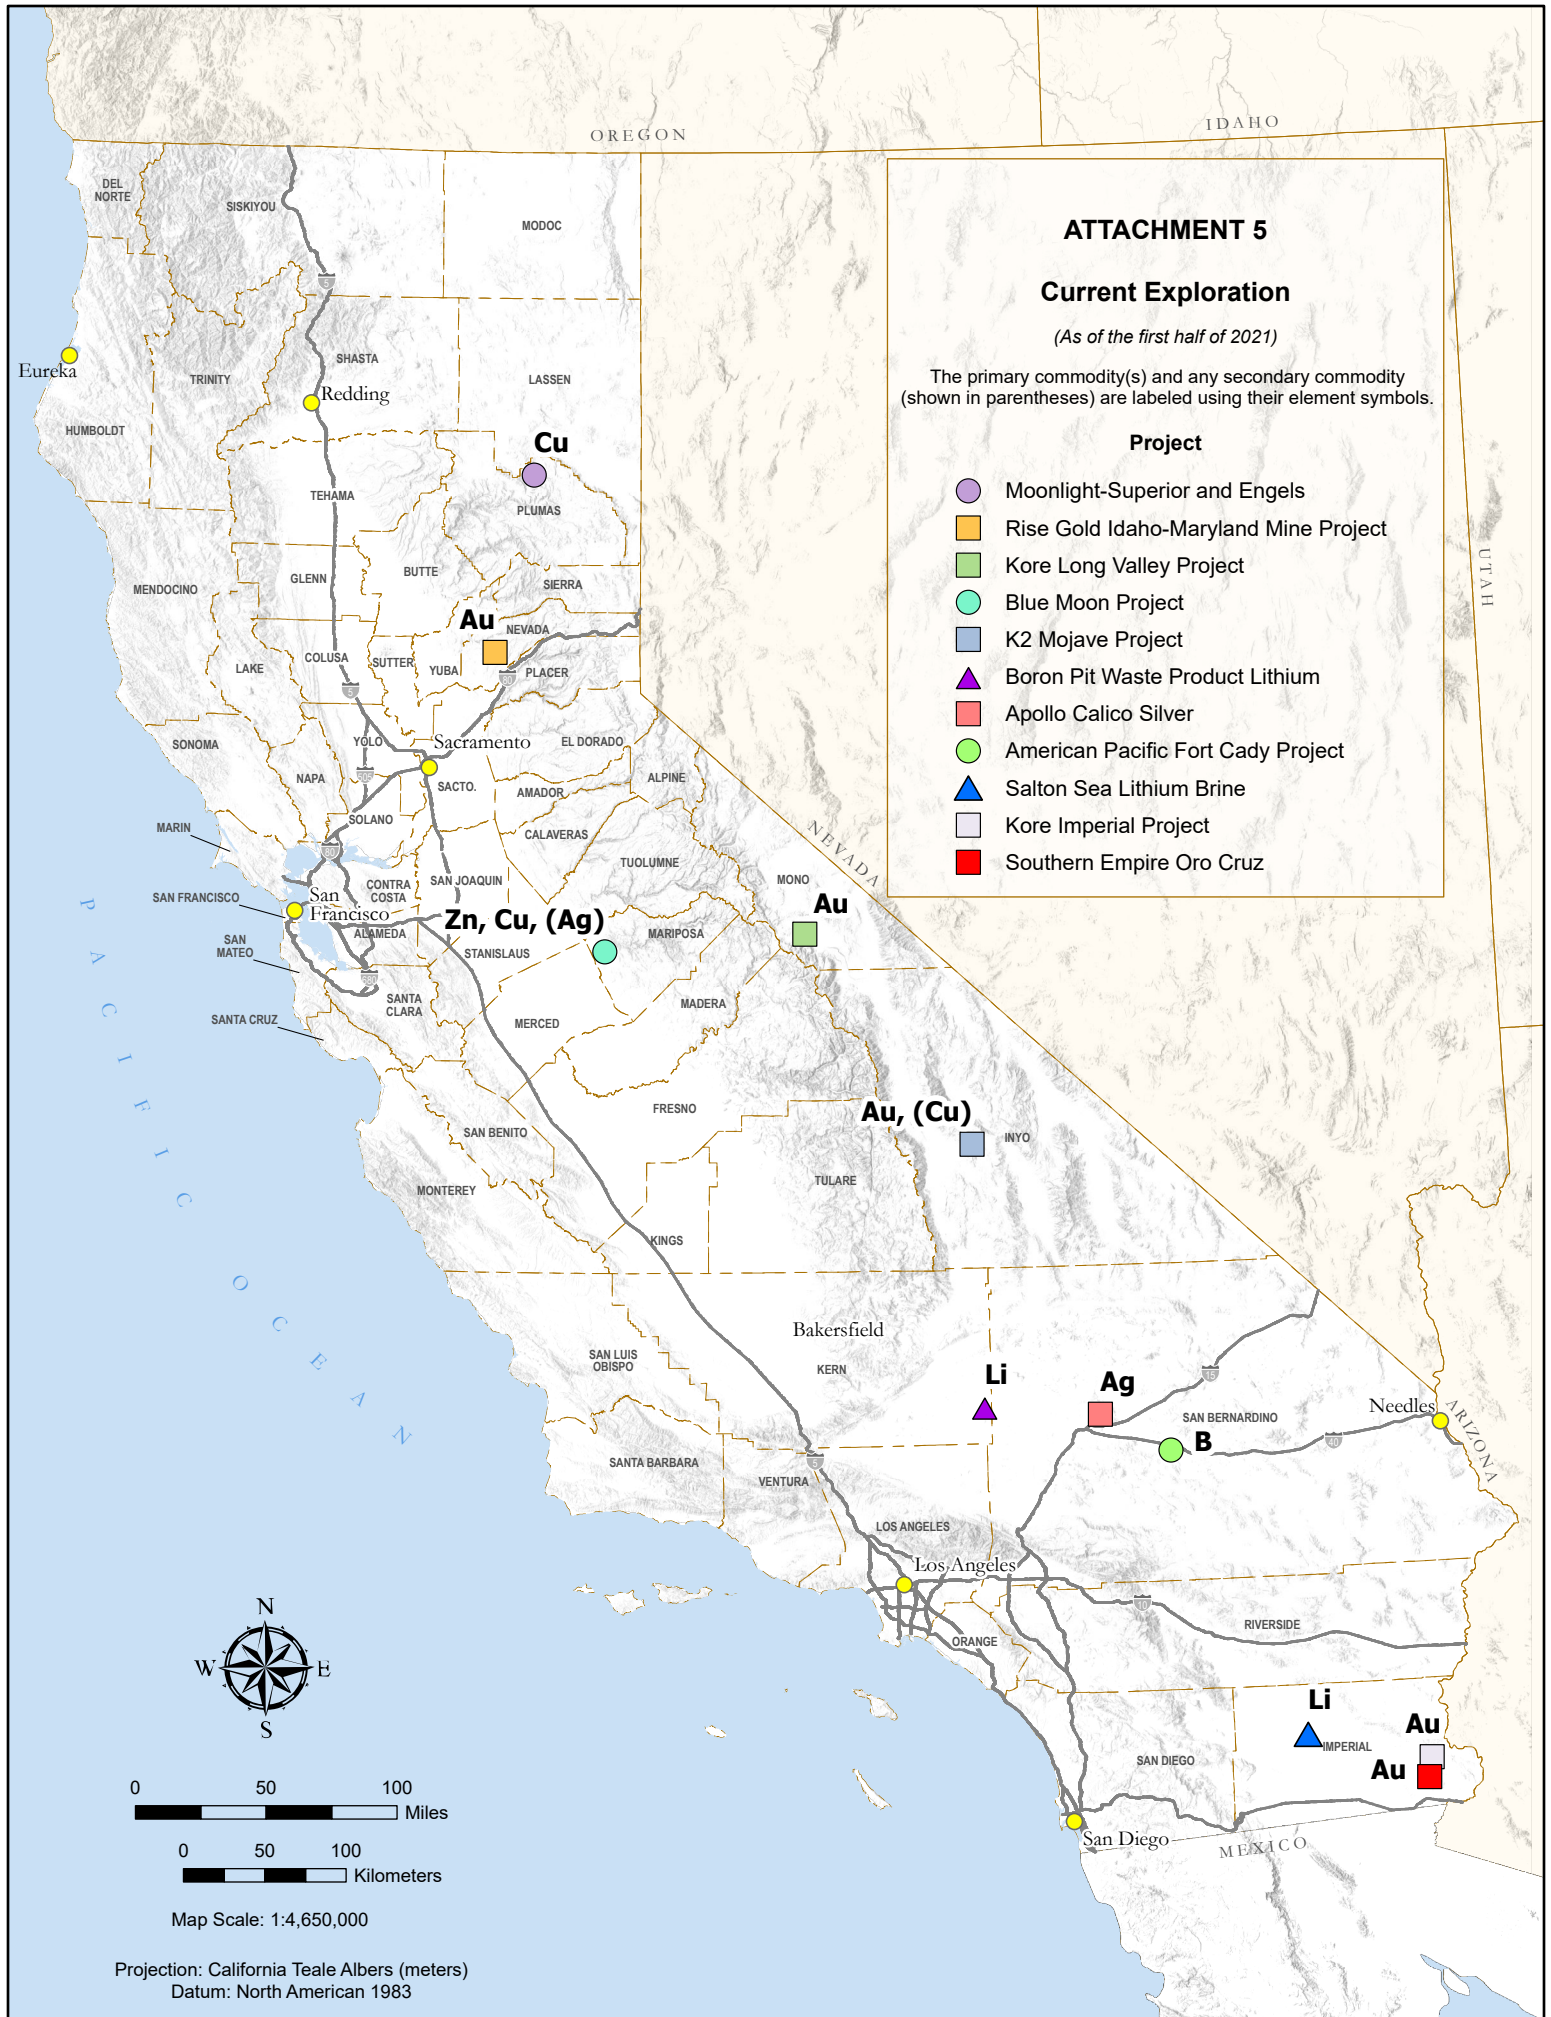 OREGON
IDAHO
DEL
NORTE
SISKIYOU
MODOC
5
ATTACHMENT 5
Current Exploration
(As of the first half of 2021)
The primary commodity(s) and any secondary commodity
(shown in parentheses) are labeled using their element symbols.
Project
Moonlight-Superior and Engels
Rise Gold Idaho-Maryland Mine Project
Kore Long Valley Project
Blue Moon Project
K2 Mojave Project
Boron Pit Waste Product Lithium
Apollo Calico Silver
American Pacific Fort Cady Project
Salton Sea Lithium Brine
Kore Imperial Project
Southern Empire Oro Cruz
UTAH
SHASTA
Eureka
TRINITY
LASSEN
Redding
HUMBOLDT
Cu
TEHAMA
PLUMAS
GLENN
BUTTE
SIERRA
MENDOCINO
Au
NEVADA
LAKE
COLUSA
SUTTER
YUBA
PLACER
80
5
SONOMA
YOLO
Sacramento
EL DORADO
NAPA
505
SACTO.
ALPINE
AMADOR
SOLANO
MARIN
CALAVERAS
NEVADA
80
TUOLUMNE
MONO
SAN JOAQUIN
CONTRA
COSTA
SAN FRANCISCO
San
Francisco
Au
Zn, Cu, (Ag)
ALAMEDA
MARIPOSA
SAN
MATEO
STANISLAUS
680
SANTA
CLARA
MADERA
SANTA CRUZ
MERCED
PACIFIC OCEAN
FRESNO
Au, (Cu)
SAN BENITO
INYO
MONTEREY
TULARE
KINGS
Bakersfield
SAN LUIS
OBISPO
KERN
Li
Ag
15
Needles
SAN BERNARDINO
ARIZONA
B
40
SANTA BARBARA
5
VENTURA
LOS ANGELES
Los Angeles
10
RIVERSIDE
ORANGE
N
W
E
S
Li
Au
IMPERIAL
SAN DIEGO
Au
San Diego
MEXICO
0 50 100
Miles
0 50 100
Kilometers
Map Scale: 1:4,650,000
Projection: California Teale Albers (meters)
Datum: North American 1983